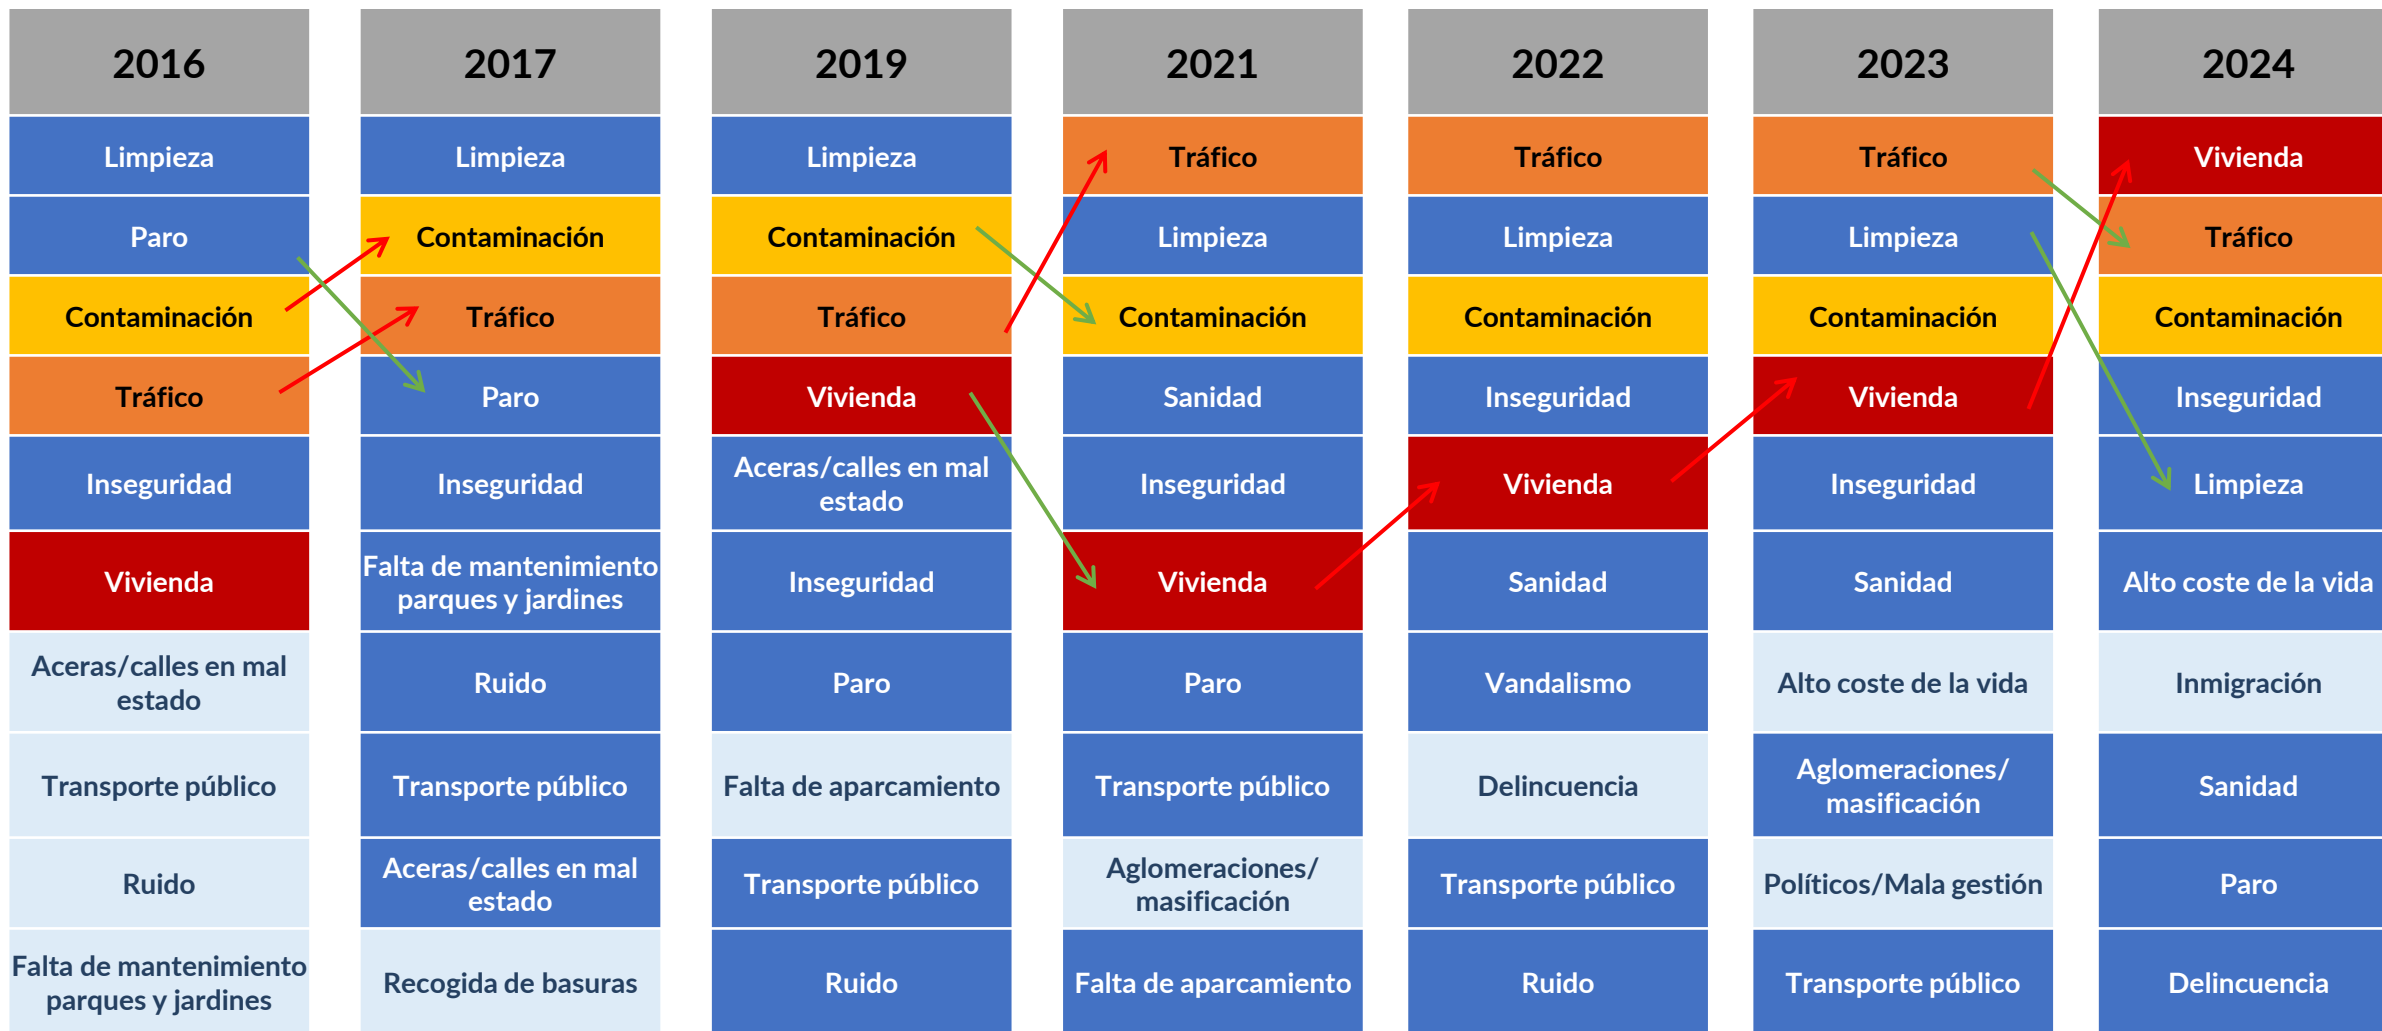 2016
Limpieza
Paro
Contaminación
Tráfico
Inseguridad
Vivienda
Aceras/calles en mal
estado
Transporte público
Ruido
Falta de mantenimiento
parques y jardines
2017
Limpieza
Contaminación
Tráfico
Paro
Inseguridad
Falta de mantenimiento
parques y jardines
Ruido
Transporte público
Aceras/calles en mal
estado
Recogida de basuras
2019
Limpieza
Contaminación
Tráfico
Vivienda
Aceras/calles en mal
estado
Inseguridad
Paro
Falta de aparcamiento
Transporte público
Ruido
2021
Tráfico
Limpieza
Contaminación
Sanidad
Inseguridad
Vivienda
Paro
Transporte público
Aglomeraciones/
masificación
Falta de aparcamiento
2022
Tráfico
Limpieza
Contaminación
Inseguridad
Vivienda
Sanidad
Vandalismo
Delincuencia
Transporte público
Ruido
2023
Tráfico
Limpieza
Contaminación
Vivienda
Inseguridad
Sanidad
Alto coste de la vida
Aglomeraciones/
masificación
Políticos/Mala gestión
Transporte público
2024
Vivienda
Tráfico
Contaminación
Inseguridad
Limpieza
Alto coste de la vida
Inmigración
Sanidad
Paro
Delincuencia